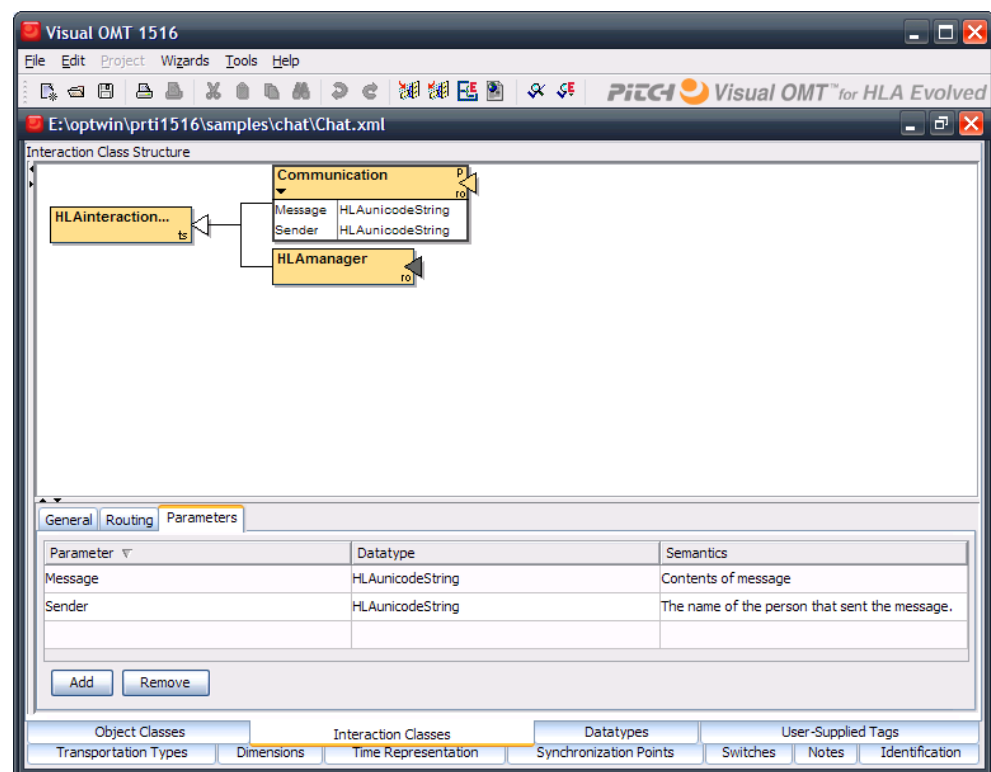 Visual OMT 1516
File Edit Project Wizards Tools Help
PITCH Visual OMT™ for HLA Evolved
E:\optwin\prti1516\samples\chat\Chat.xml
Interaction Class Structure
Communication P
ro
Message HLAunicodeString
Sender HLAunicodeString
HLAinteraction...
ts
HLAmanager
ro
General Routing Parameters
Parameter Datatype Semantics
Message HLAunicodeString Contents of message
Sender HLAunicodeString The name of the person that sent the message.
Add Remove
Object Classes Interaction Classes Datatypes User-Supplied Tags
Transportation Types Dimensions Time Representation Synchronization Points Switches Notes Identification